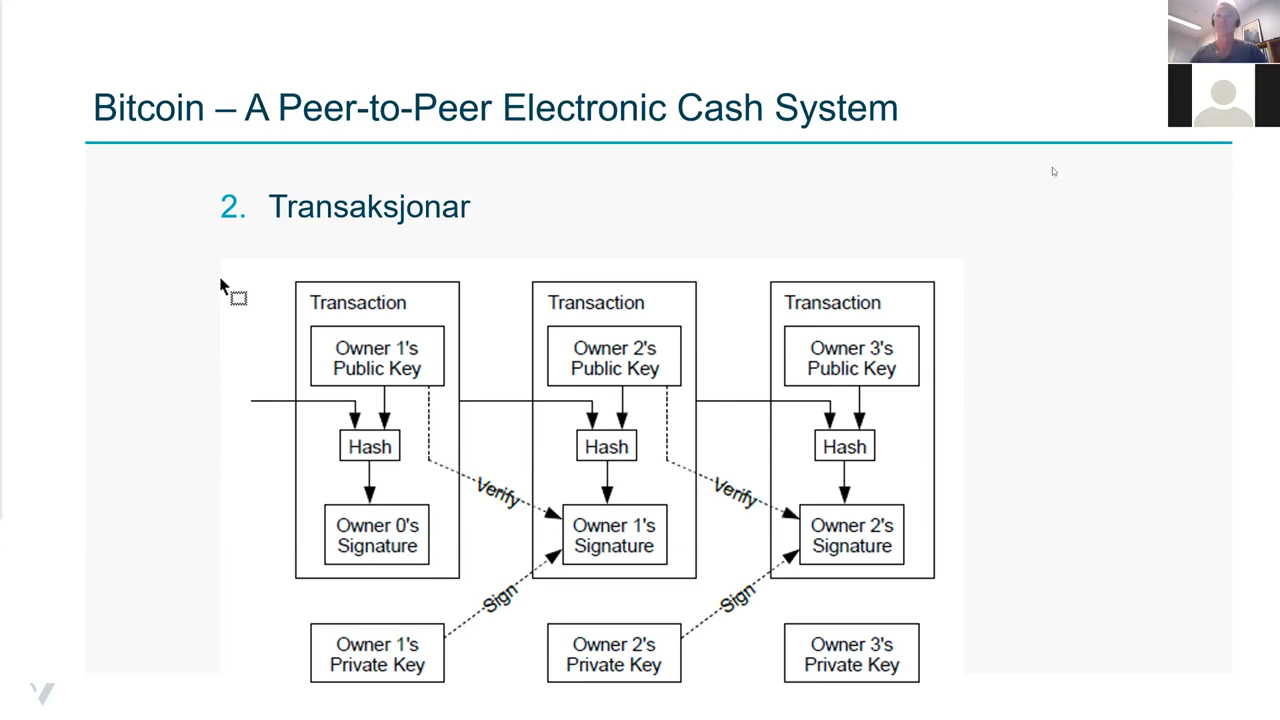 Bitcoin – A Peer-to-Peer Electronic Cash System
2. Transaksjonar
Transaction
Owner 1's
Public Key
Hash
Owner 0's
Signature
Transaction
Owner 2's
Public Key
Hash
Owner 1's
Signature
Transaction
Owner 3's
Public Key
Hash
Owner 2's
Signature
Verify
Verify
Sign
Sign
Owner 1's
Private Key
Owner 2's
Private Key
Owner 3's
Private Key